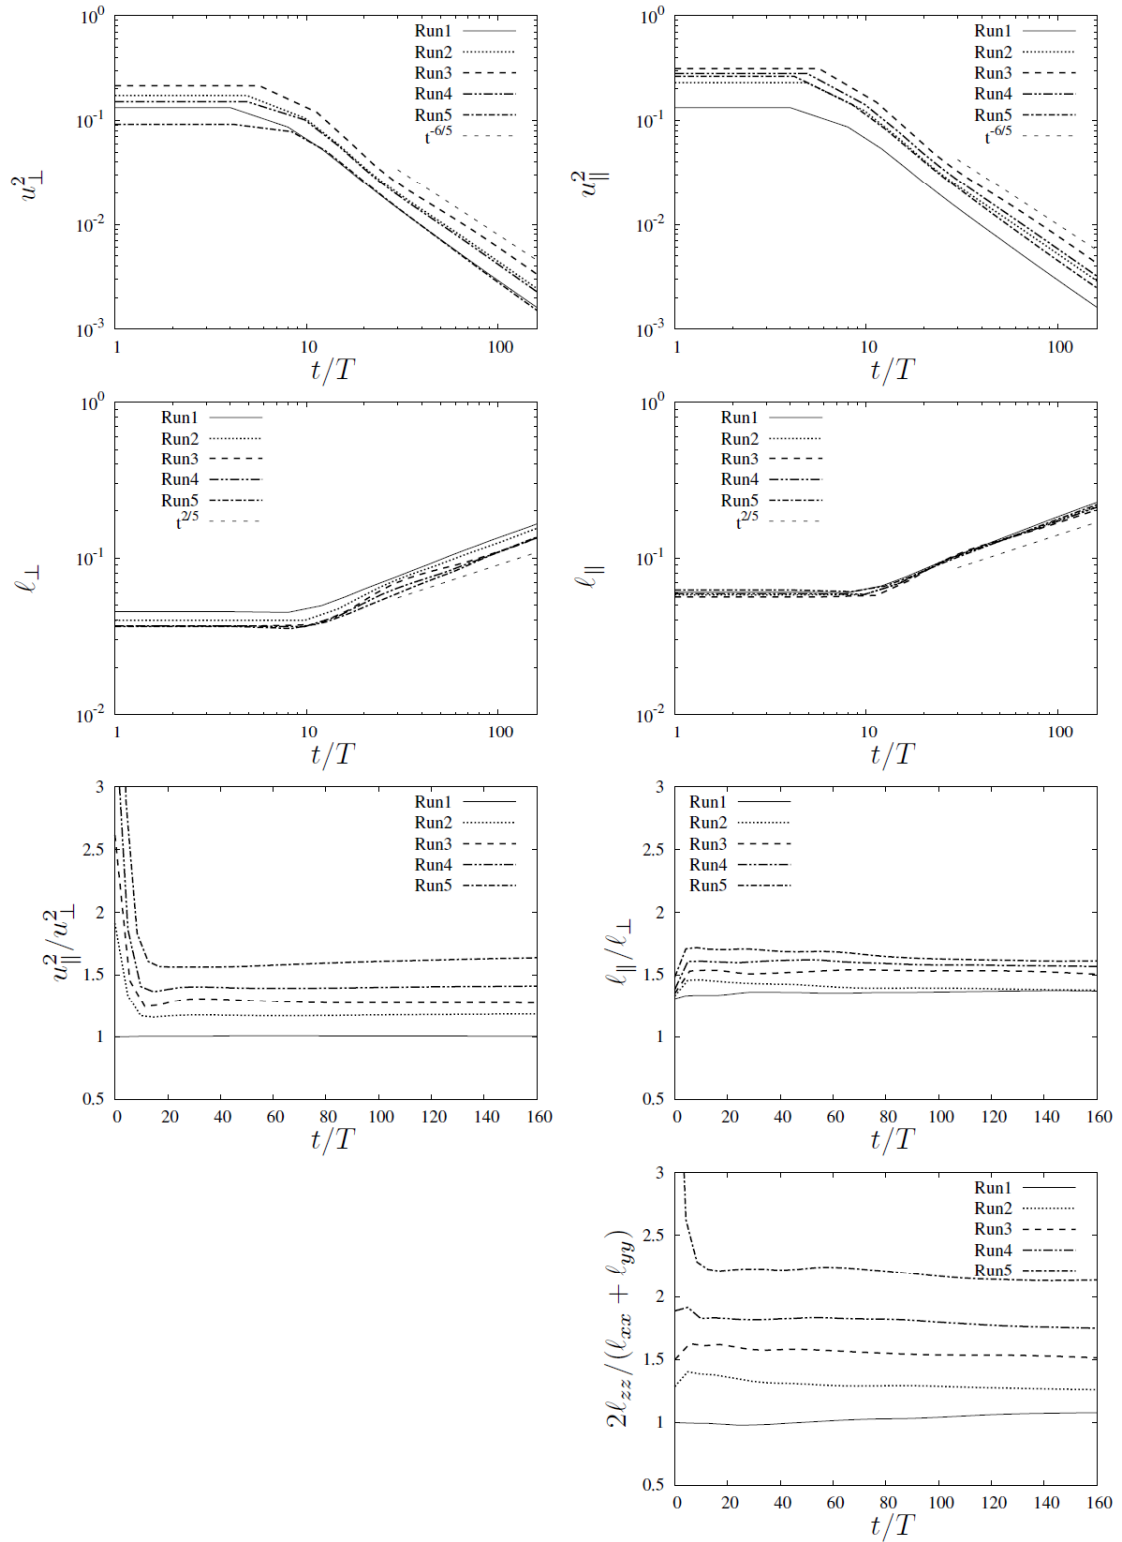 10^0
10^-1
10^-2
10^-3
u_⊥^2
Run1
Run2
Run3
Run4
Run5
t^-6/5
1 10 100
t/T
10^0
10^-1
10^-2
10^-3
u_∥^2
Run1
Run2
Run3
Run4
Run5
t^-6/5
1 10 100
t/T
10^0
10^-1
10^-2
ℓ_⊥
Run1
Run2
Run3
Run4
Run5
t^2/5
1 10 100
t/T
10^0
10^-1
10^-2
ℓ_∥
Run1
Run2
Run3
Run4
Run5
t^2/5
1 10 100
t/T
3
2.5
2
1.5
1
0.5
u_∥^2/u_⊥^2
Run1
Run2
Run3
Run4
Run5
0 20 40 60 80 100 120 140 160
t/T
3
2.5
2
1.5
1
0.5
ℓ_∥/ℓ_⊥
Run1
Run2
Run3
Run4
Run5
0 20 40 60 80 100 120 140 160
t/T
3
2.5
2
1.5
1
0.5
2ℓ_zz/(ℓ_xx + ℓ_yy)
Run1
Run2
Run3
Run4
Run5
0 20 40 60 80 100 120 140 160
t/T